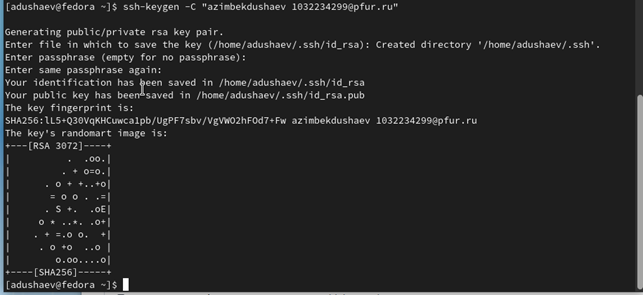 [adushaev@fedora ~]$ ssh-keygen -C "azimbekdushaev 1032234299@pfur.ru"
Generating public/private rsa key pair.
Enter file in which to save the key (/home/adushaev/.ssh/id_rsa): Created directory '/home/adushaev/.ssh'.
Enter passphrase (empty for no passphrase):
Enter same passphrase again:
Your identification has been saved in /home/adushaev/.ssh/id_rsa
Your public key has been saved in /home/adushaev/.ssh/id_rsa.pub
The key fingerprint is:
SHA256:lL5+Q30VqKHCuwca1pb/UgPF7sbv/VgVWO2hFOd7+Fw azimbekdushaev 1032234299@pfur.ru
The key's randomart image is:
+---[RSA 3072]----+
|          .  .oo.|
|         . + o=o.|
|      . o + +..+o|
|       = o o . .=|
|      . S +.  .oE|
|     o * ..*. .o+|
|    . + =.o o.  +|
|     . o +o  ..o |
|        o.oo....o|
+----[SHA256]-----+
[adushaev@fedora ~]$